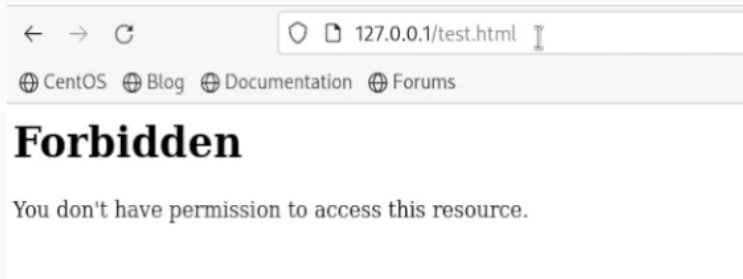 127.0.0.1/test.html
CentOS Blog Documentation Forums
Forbidden
You don't have permission to access this resource.